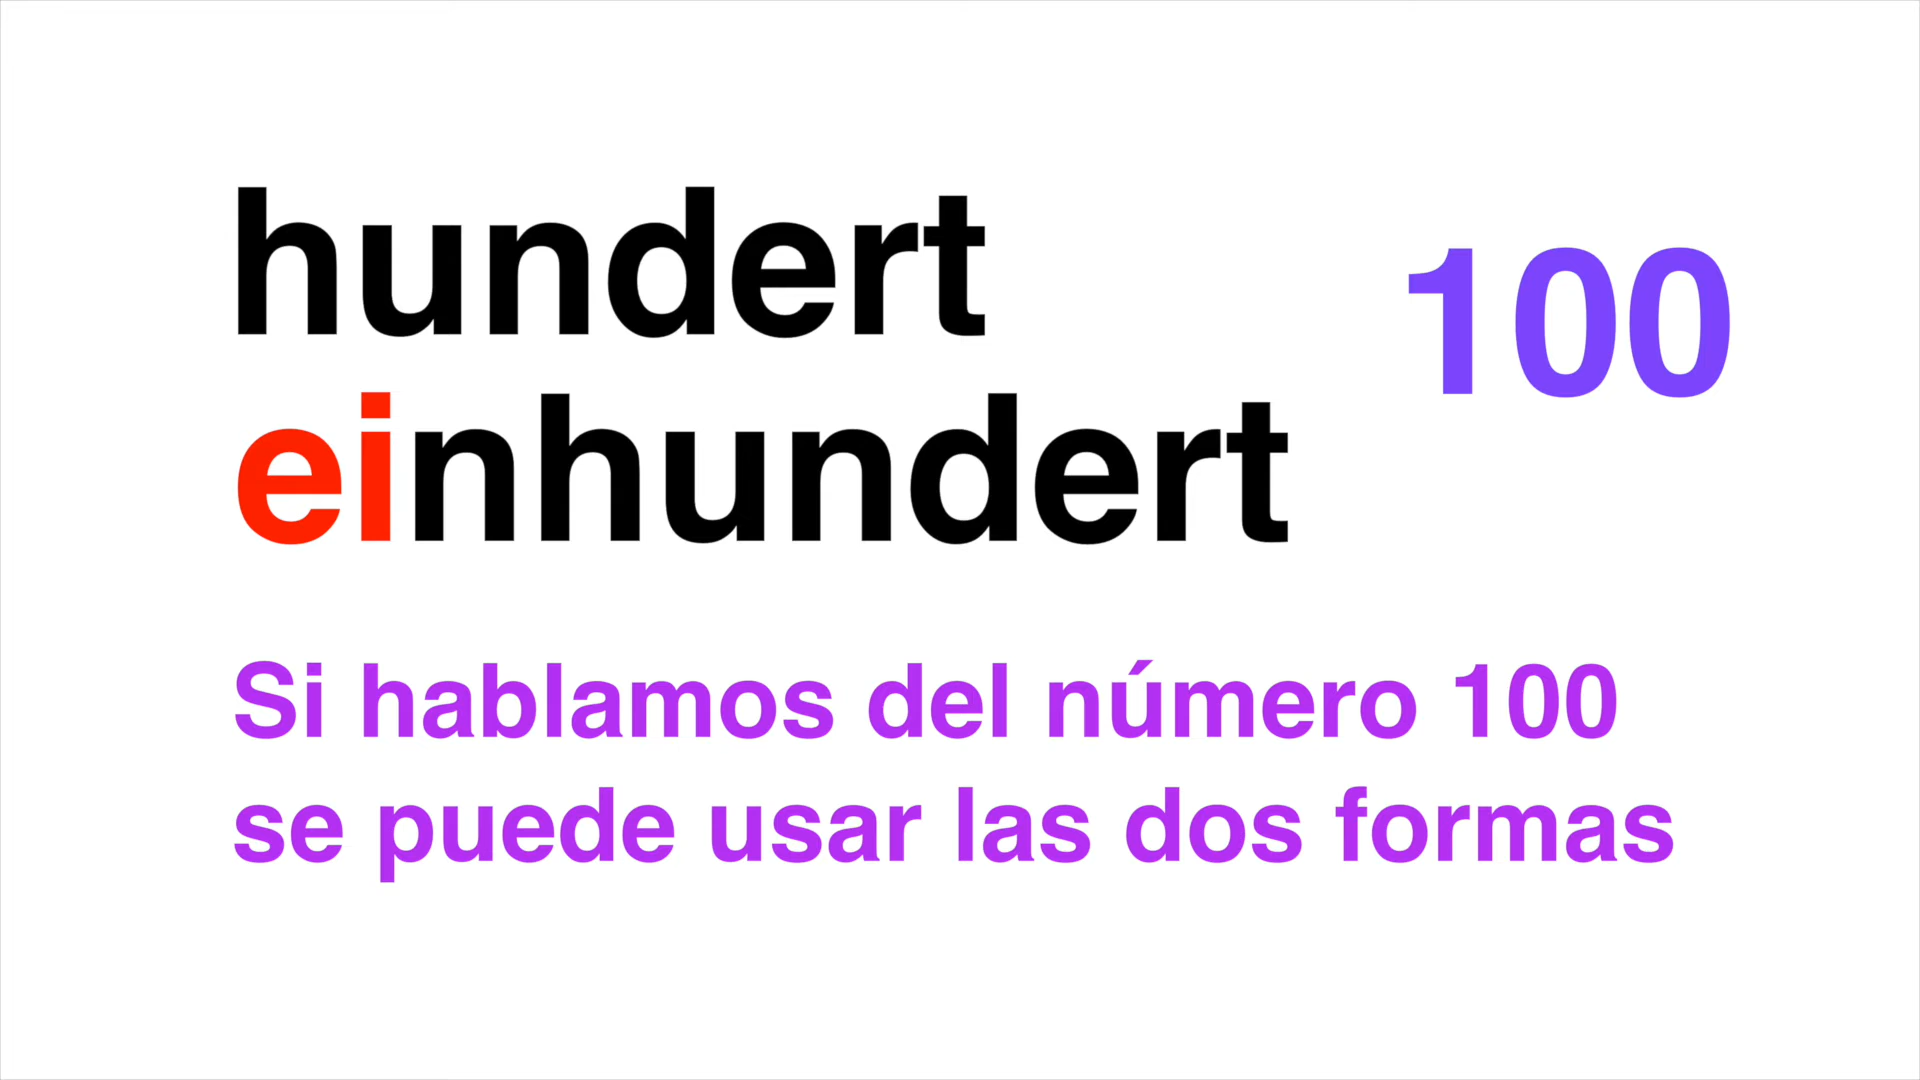 hundert
100
einhundert
Si hablamos del número 100
se puede usar las dos formas